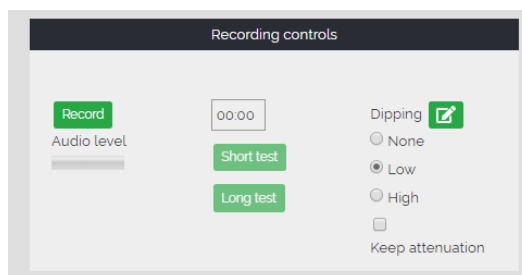 Recording controls
Record
Audio level
00:00
Short test
Long test
Dipping
None
Low
High
Keep attenuation